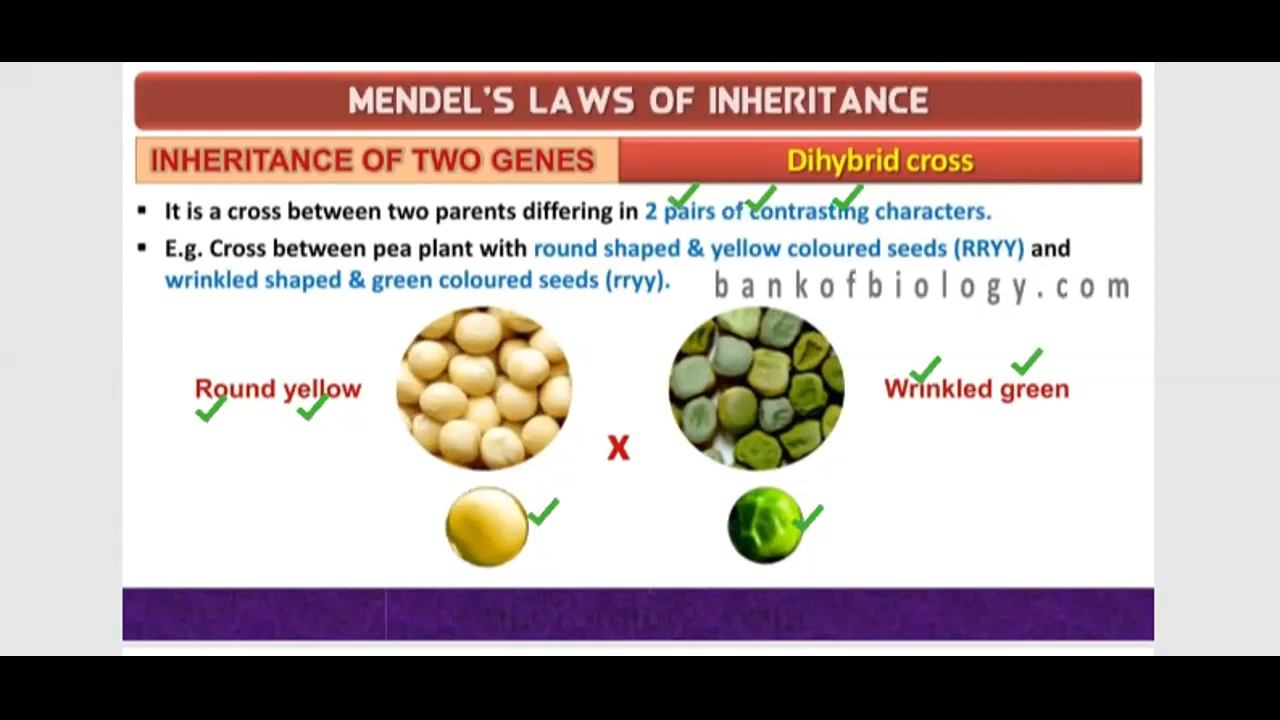 MENDEL'S LAWS OF INHERITANCE
INHERITANCE OF TWO GENES
Dihybrid cross
▪ It is a cross between two parents differing in 2 pairs of contrasting characters.
▪ E.g. Cross between pea plant with round shaped & yellow coloured seeds (RRYY) and
wrinkled shaped & green coloured seeds (rryy).
bankofbiology.com
Round yellow
Wrinkled green
X